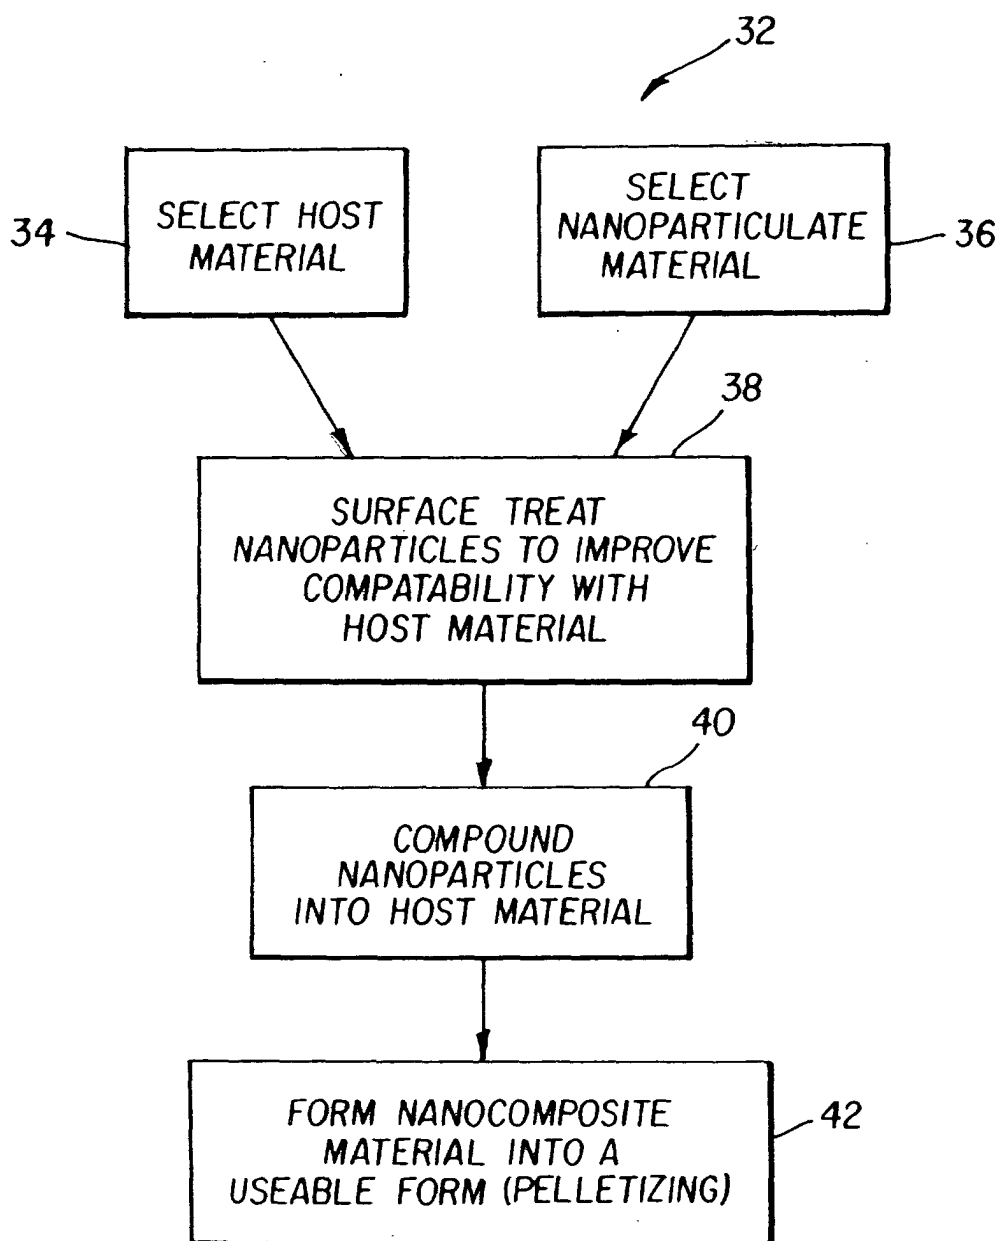 32
34
SELECT HOST
MATERIAL
SELECT
NANOPARTICULATE
MATERIAL
36
38
SURFACE TREAT
NANOPARTICLES TO IMPROVE
COMPATABILITY WITH
HOST MATERIAL
40
COMPOUND
NANOPARTICLES
INTO HOST MATERIAL
FORM NANOCOMPOSITE
MATERIAL INTO A
USEABLE FORM (PELLETIZING)
42